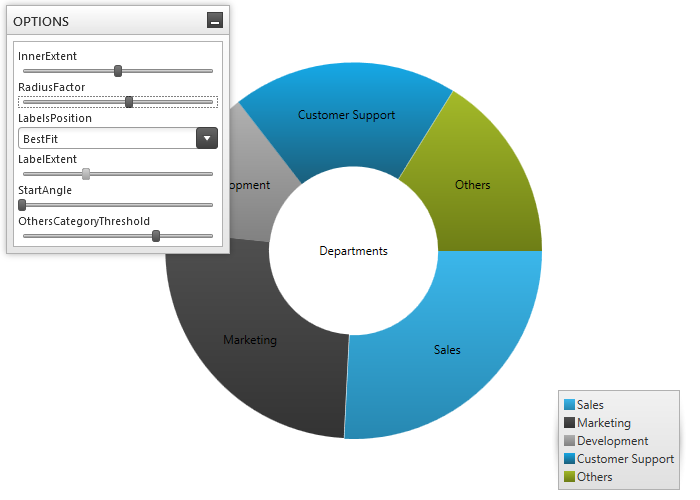 OPTIONS
InnerExtent
RadiusFactor
LabelsPosition
BestFit
LabelExtent
StartAngle
OthersCategoryThreshold
Customer Support
opment
Others
Departments
Marketing
Sales
Sales
Marketing
Development
Customer Support
Others